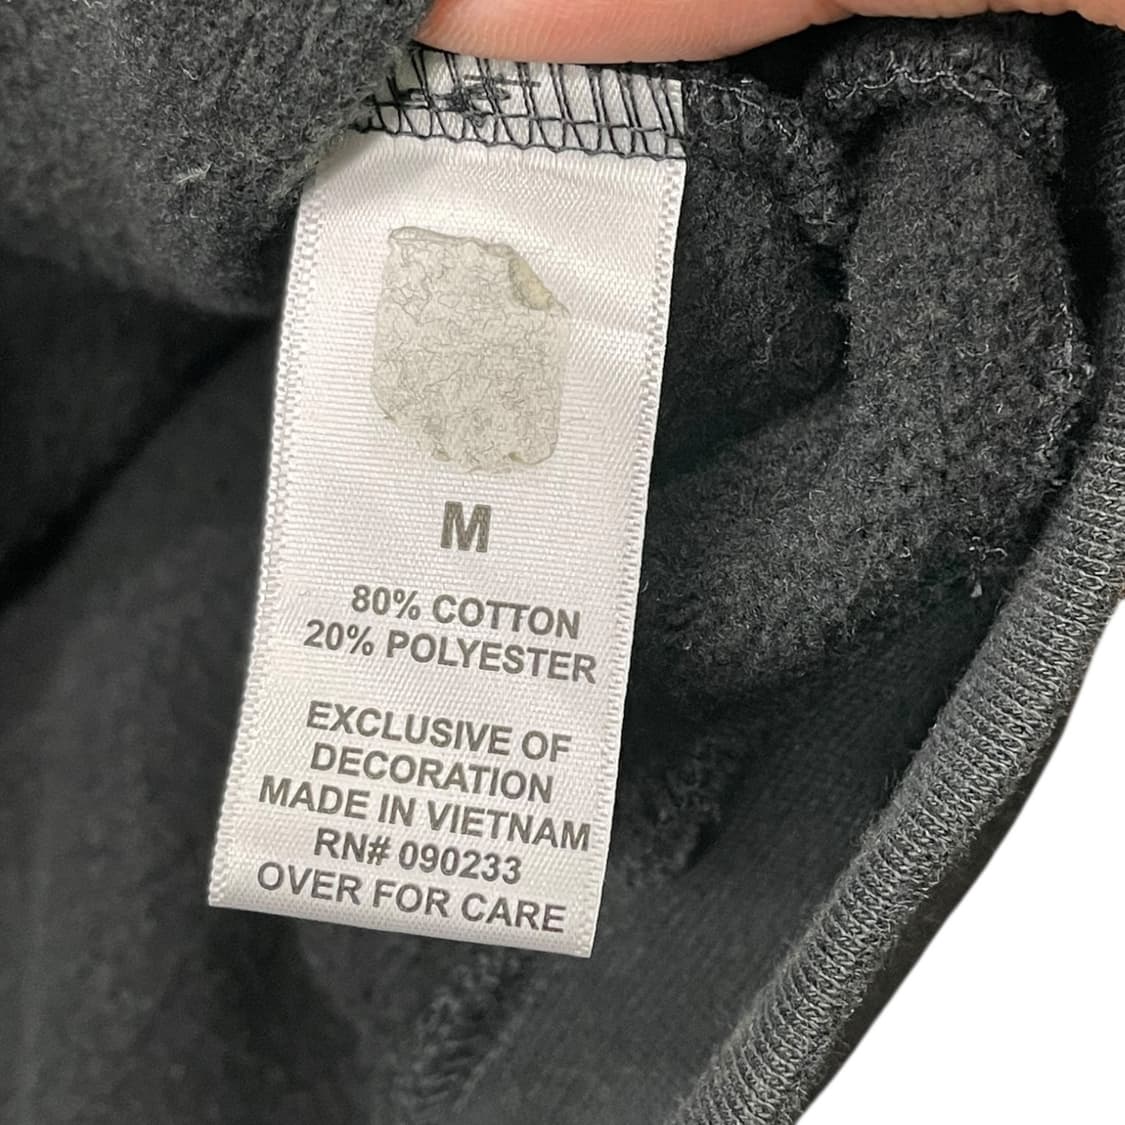 M
80% COTTON
20% POLYESTER
EXCLUSIVE OF
DECORATION
MADE IN VIETNAM
RN# 090233
OVER FOR CARE